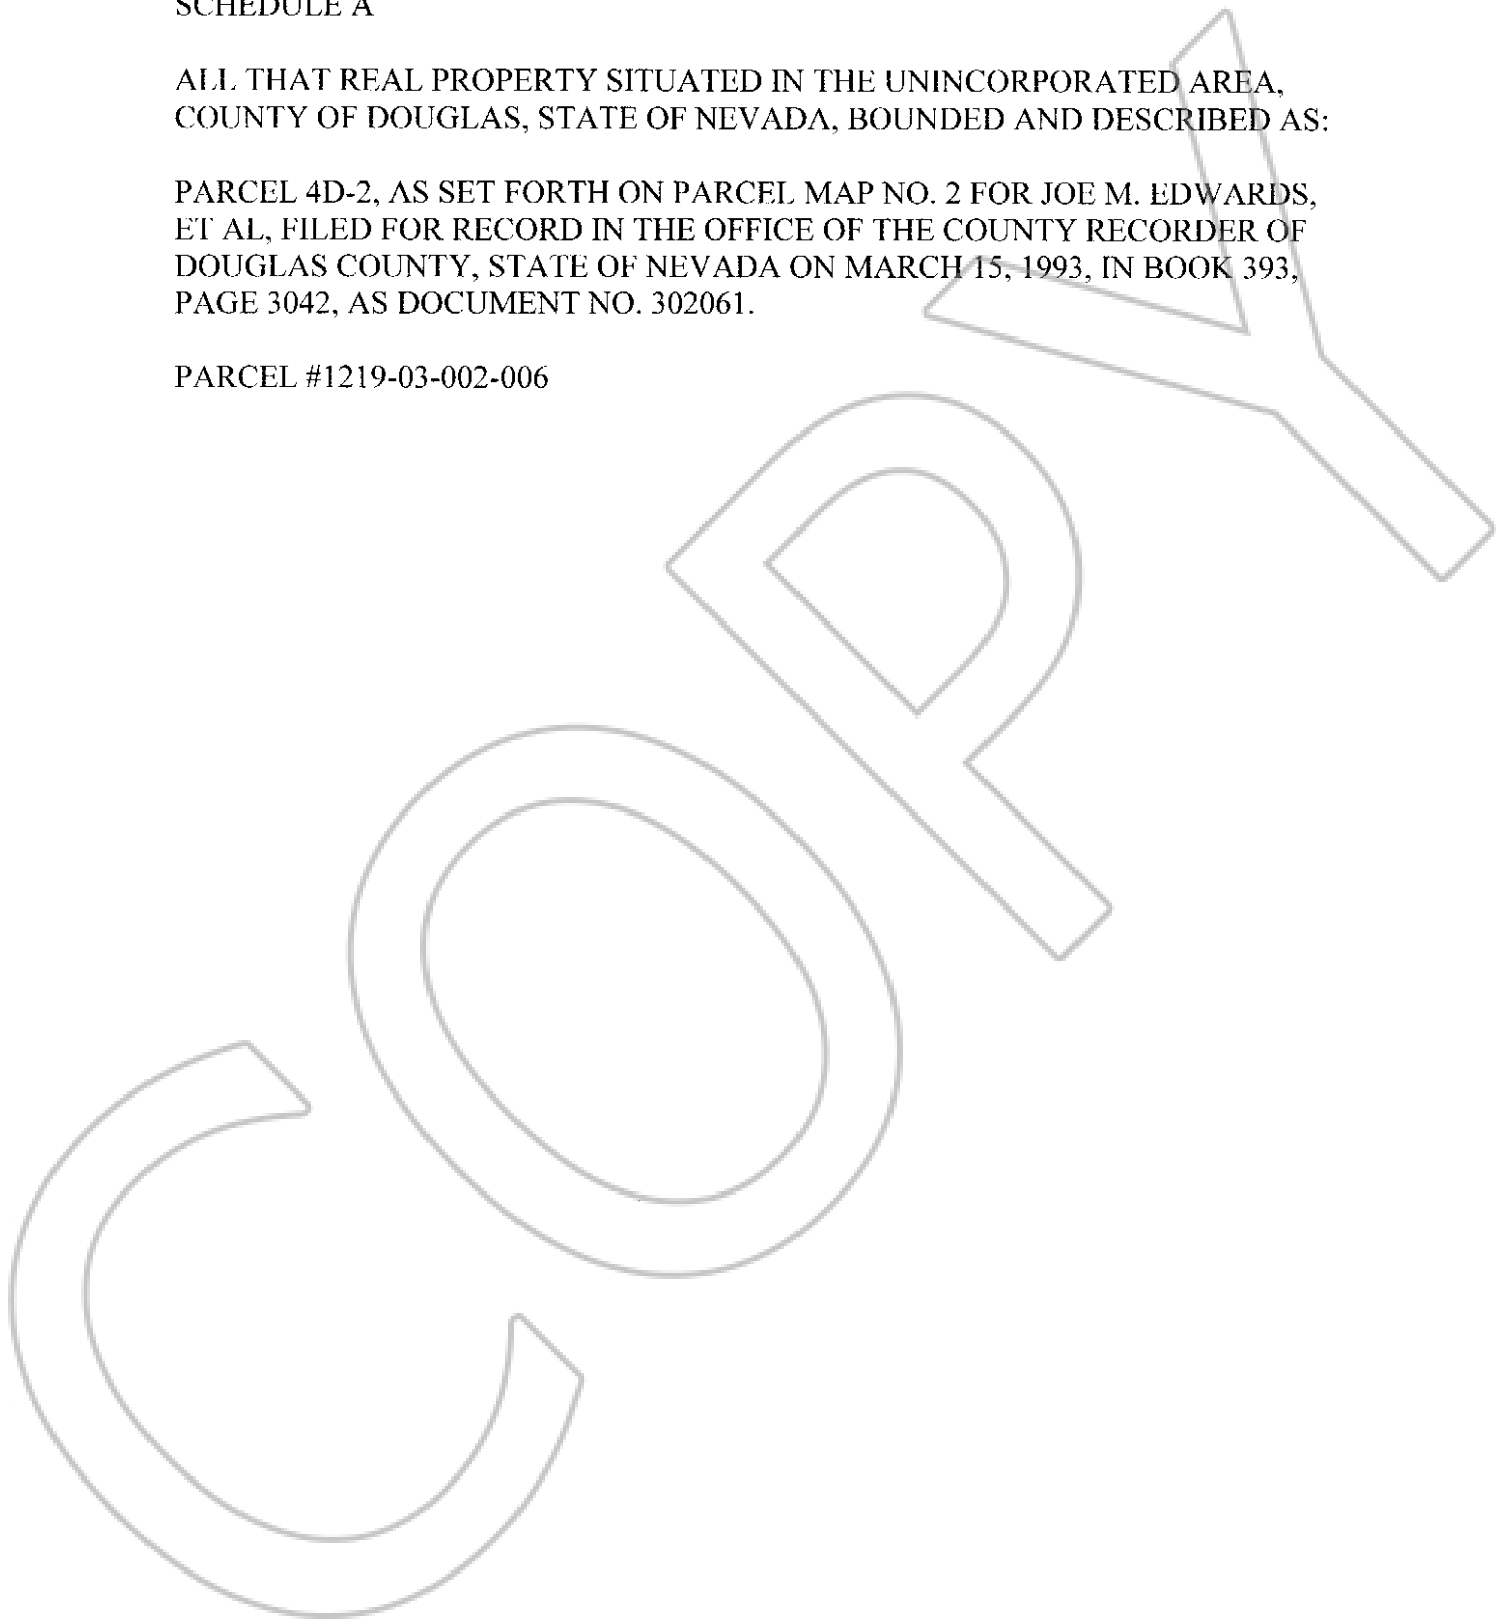 SCHEDULE A
ALL THAT REAL PROPERTY SITUATED IN THE UNINCORPORATED AREA,
COUNTY OF DOUGLAS, STATE OF NEVADA, BOUNDED AND DESCRIBED AS:
PARCEL 4D-2, AS SET FORTH ON PARCEL MAP NO. 2 FOR JOE M. EDWARDS,
ET AL, FILED FOR RECORD IN THE OFFICE OF THE COUNTY RECORDER OF
DOUGLAS COUNTY, STATE OF NEVADA ON MARCH 15, 1993, IN BOOK 393,
PAGE 3042, AS DOCUMENT NO. 302061.
PARCEL #1219-03-002-006
COPY